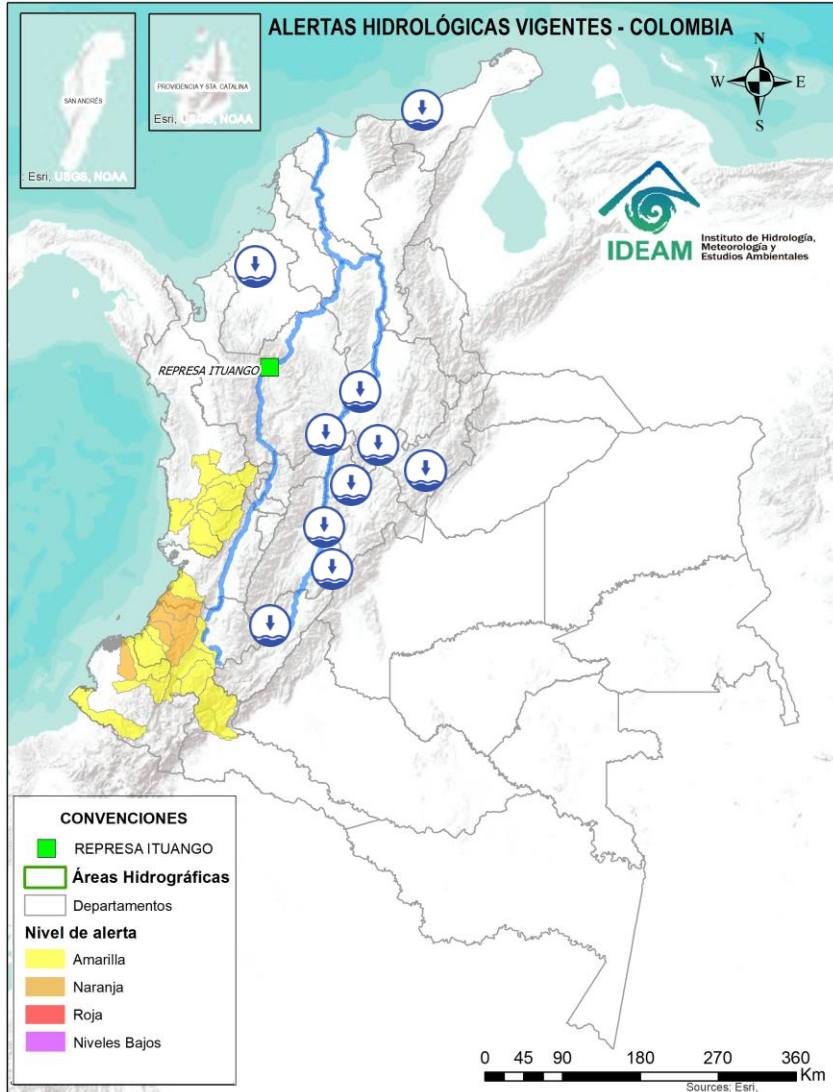 ALERTAS HIDROLÓGICAS VIGENTES - COLOMBIA
SAN ANDRÉS
Esri, USGS, NOAA
PROVIDENCIA Y STA. CATALINA
Esri, USGS, NOAA
N
W
E
S
IDEAM
Instituto de Hidrología,
Meteorología y
Estudios Ambientales
REPRESA ITUANGO
CONVENCIONES
REPRESA ITUANGO
Áreas Hidrográficas
Departamentos
Nivel de alerta
Amarilla
Naranja
Roja
Niveles Bajos
0 45 90 180 270 360
Km
Sources: Esri,